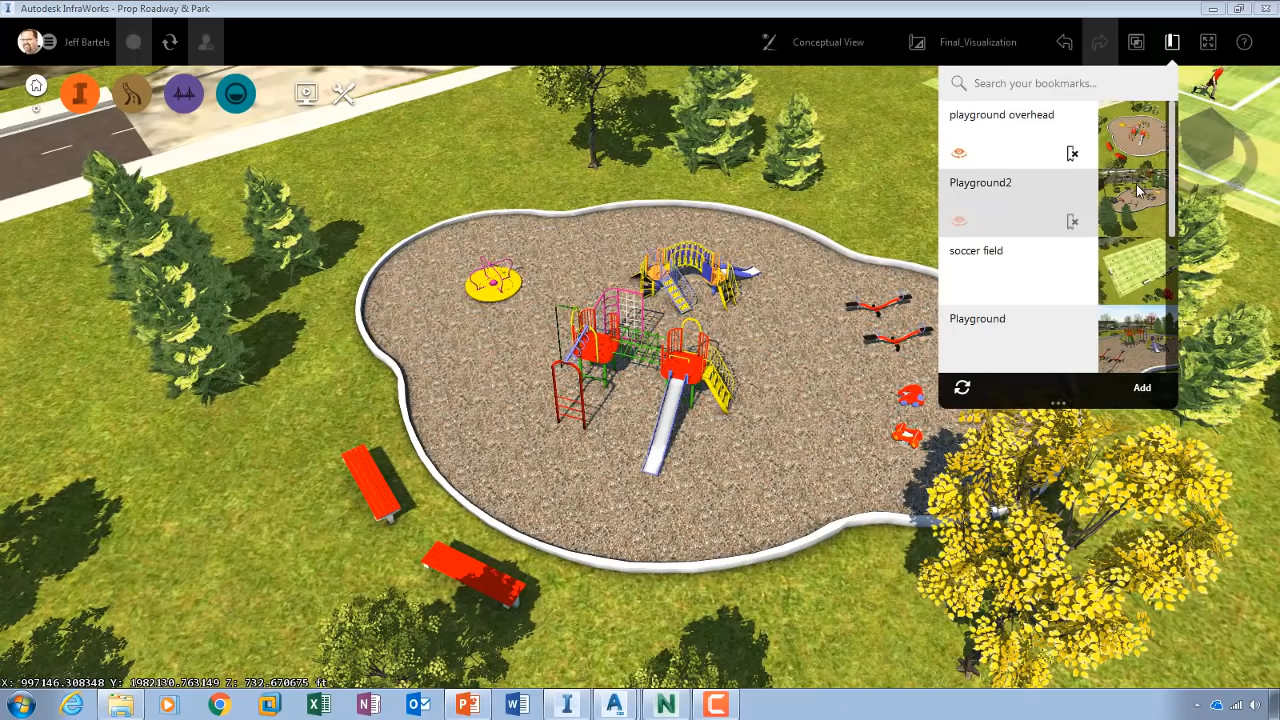 Autodesk InfraWorks - Prop Roadway & Park
Jeff Bartels
Conceptual View
Final_Visualization
Search your bookmarks...
playground overhead
Playground2
soccer field
Playground
Add
X: 997146.308348 Y: 1982130.763149 Z: 732.670675 ft